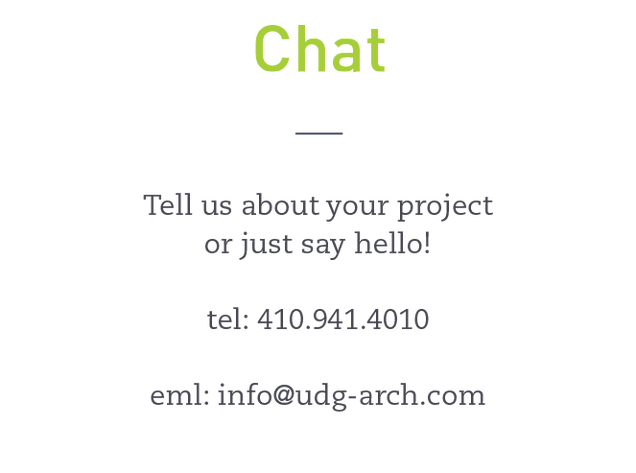 Chat
Tell us about your project
or just say hello!
tel: 410.941.4010
eml: info@udg-arch.com